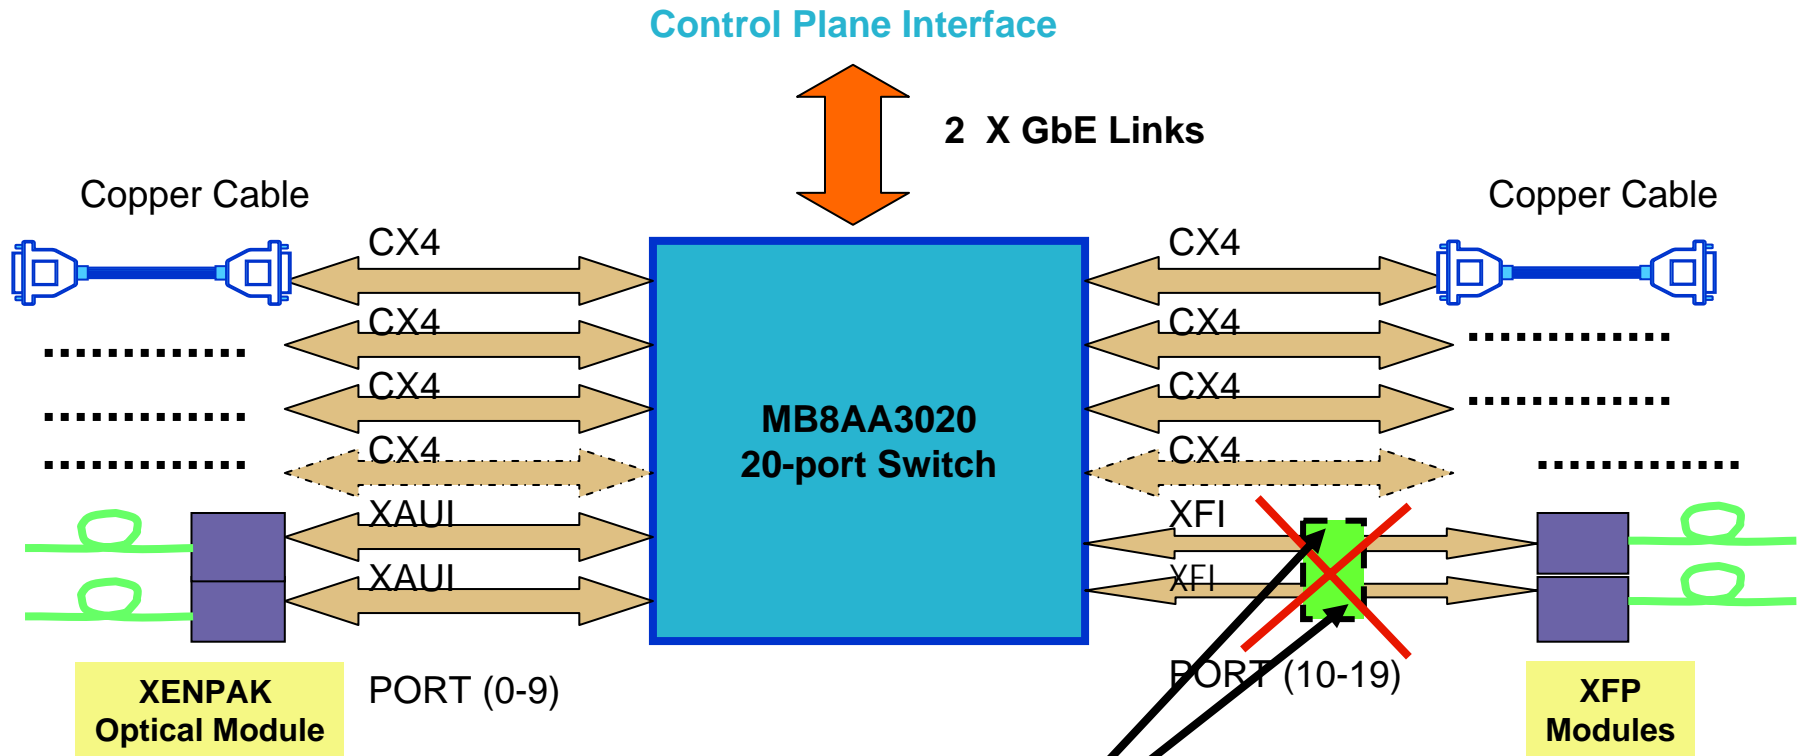 Control Plane Interface
2 X GbE Links
Copper Cable
Copper Cable
CX4
CX4
CX4
CX4
CX4
CX4
CX4
CX4
MB8AA3020
20-port Switch
XAUI
XFI
XAUI
XFI
PORT (0-9)
PORT (10-19)
XENPAK
Optical Module
XFP
Modules